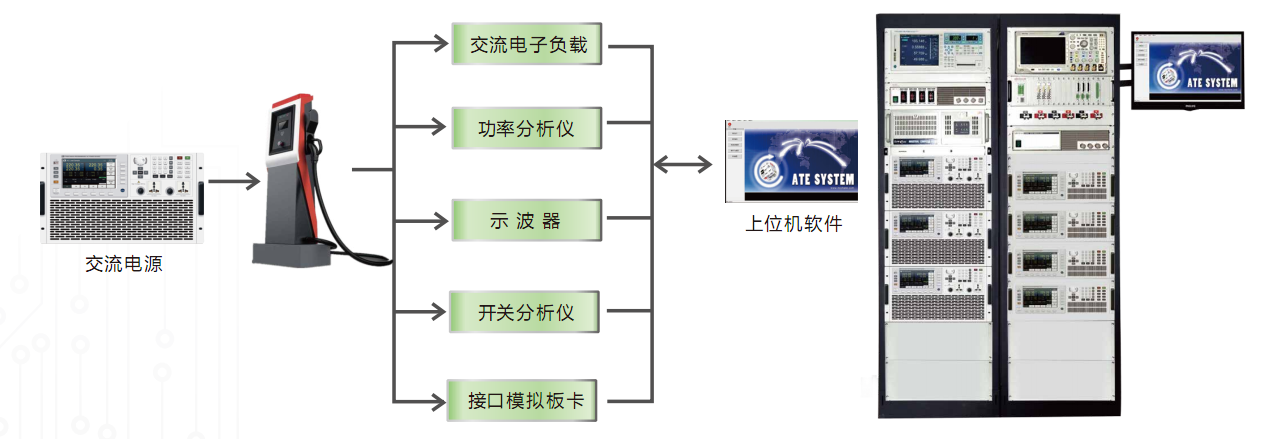 交流电源
交流电子负载
功率分析仪
示 波 器
开关分析仪
接口模拟板卡
ATE SYSTEM
上位机软件
ATE SYSTEM